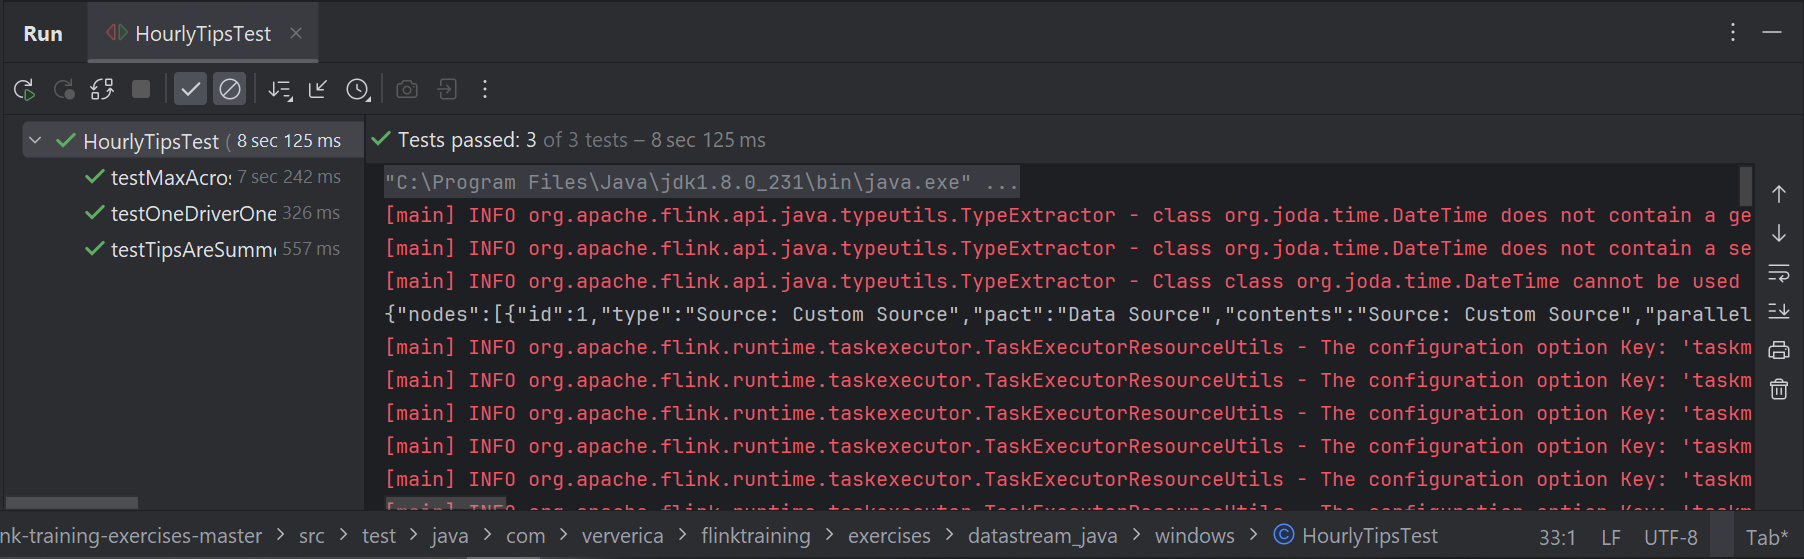 Run HourlyTipsTest
HourlyTipsTest ( 8 sec 125 ms
testMaxAcros 7 sec 242 ms
testOneDriverOne 326 ms
testTipsAreSumme 557 ms
Tests passed: 3 of 3 tests – 8 sec 125 ms
"C:\Program Files\Java\jdk1.8.0_231\bin\java.exe" ...
[main] INFO org.apache.flink.api.java.typeutils.TypeExtractor - class org.joda.time.DateTime does not contain a ge
[main] INFO org.apache.flink.api.java.typeutils.TypeExtractor - class org.joda.time.DateTime does not contain a se
[main] INFO org.apache.flink.api.java.typeutils.TypeExtractor - Class class org.joda.time.DateTime cannot be used
{"nodes":[{"id":1,"type":"Source: Custom Source","pact":"Data Source","contents":"Source: Custom Source","parallel
[main] INFO org.apache.flink.runtime.taskexecutor.TaskExecutorResourceUtils - The configuration option Key: 'taskm
[main] INFO org.apache.flink.runtime.taskexecutor.TaskExecutorResourceUtils - The configuration option Key: 'taskm
[main] INFO org.apache.flink.runtime.taskexecutor.TaskExecutorResourceUtils - The configuration option Key: 'taskm
[main] INFO org.apache.flink.runtime.taskexecutor.TaskExecutorResourceUtils - The configuration option Key: 'taskm
[main] INFO org.apache.flink.runtime.taskexecutor.TaskExecutorResourceUtils - The configuration option Key: 'taskm
nk-training-exercises-master > src > test > java > com > ververica > flinktraining > exercises > datastream_java > windows > HourlyTipsTest 33:1 LF UTF-8 Tab*